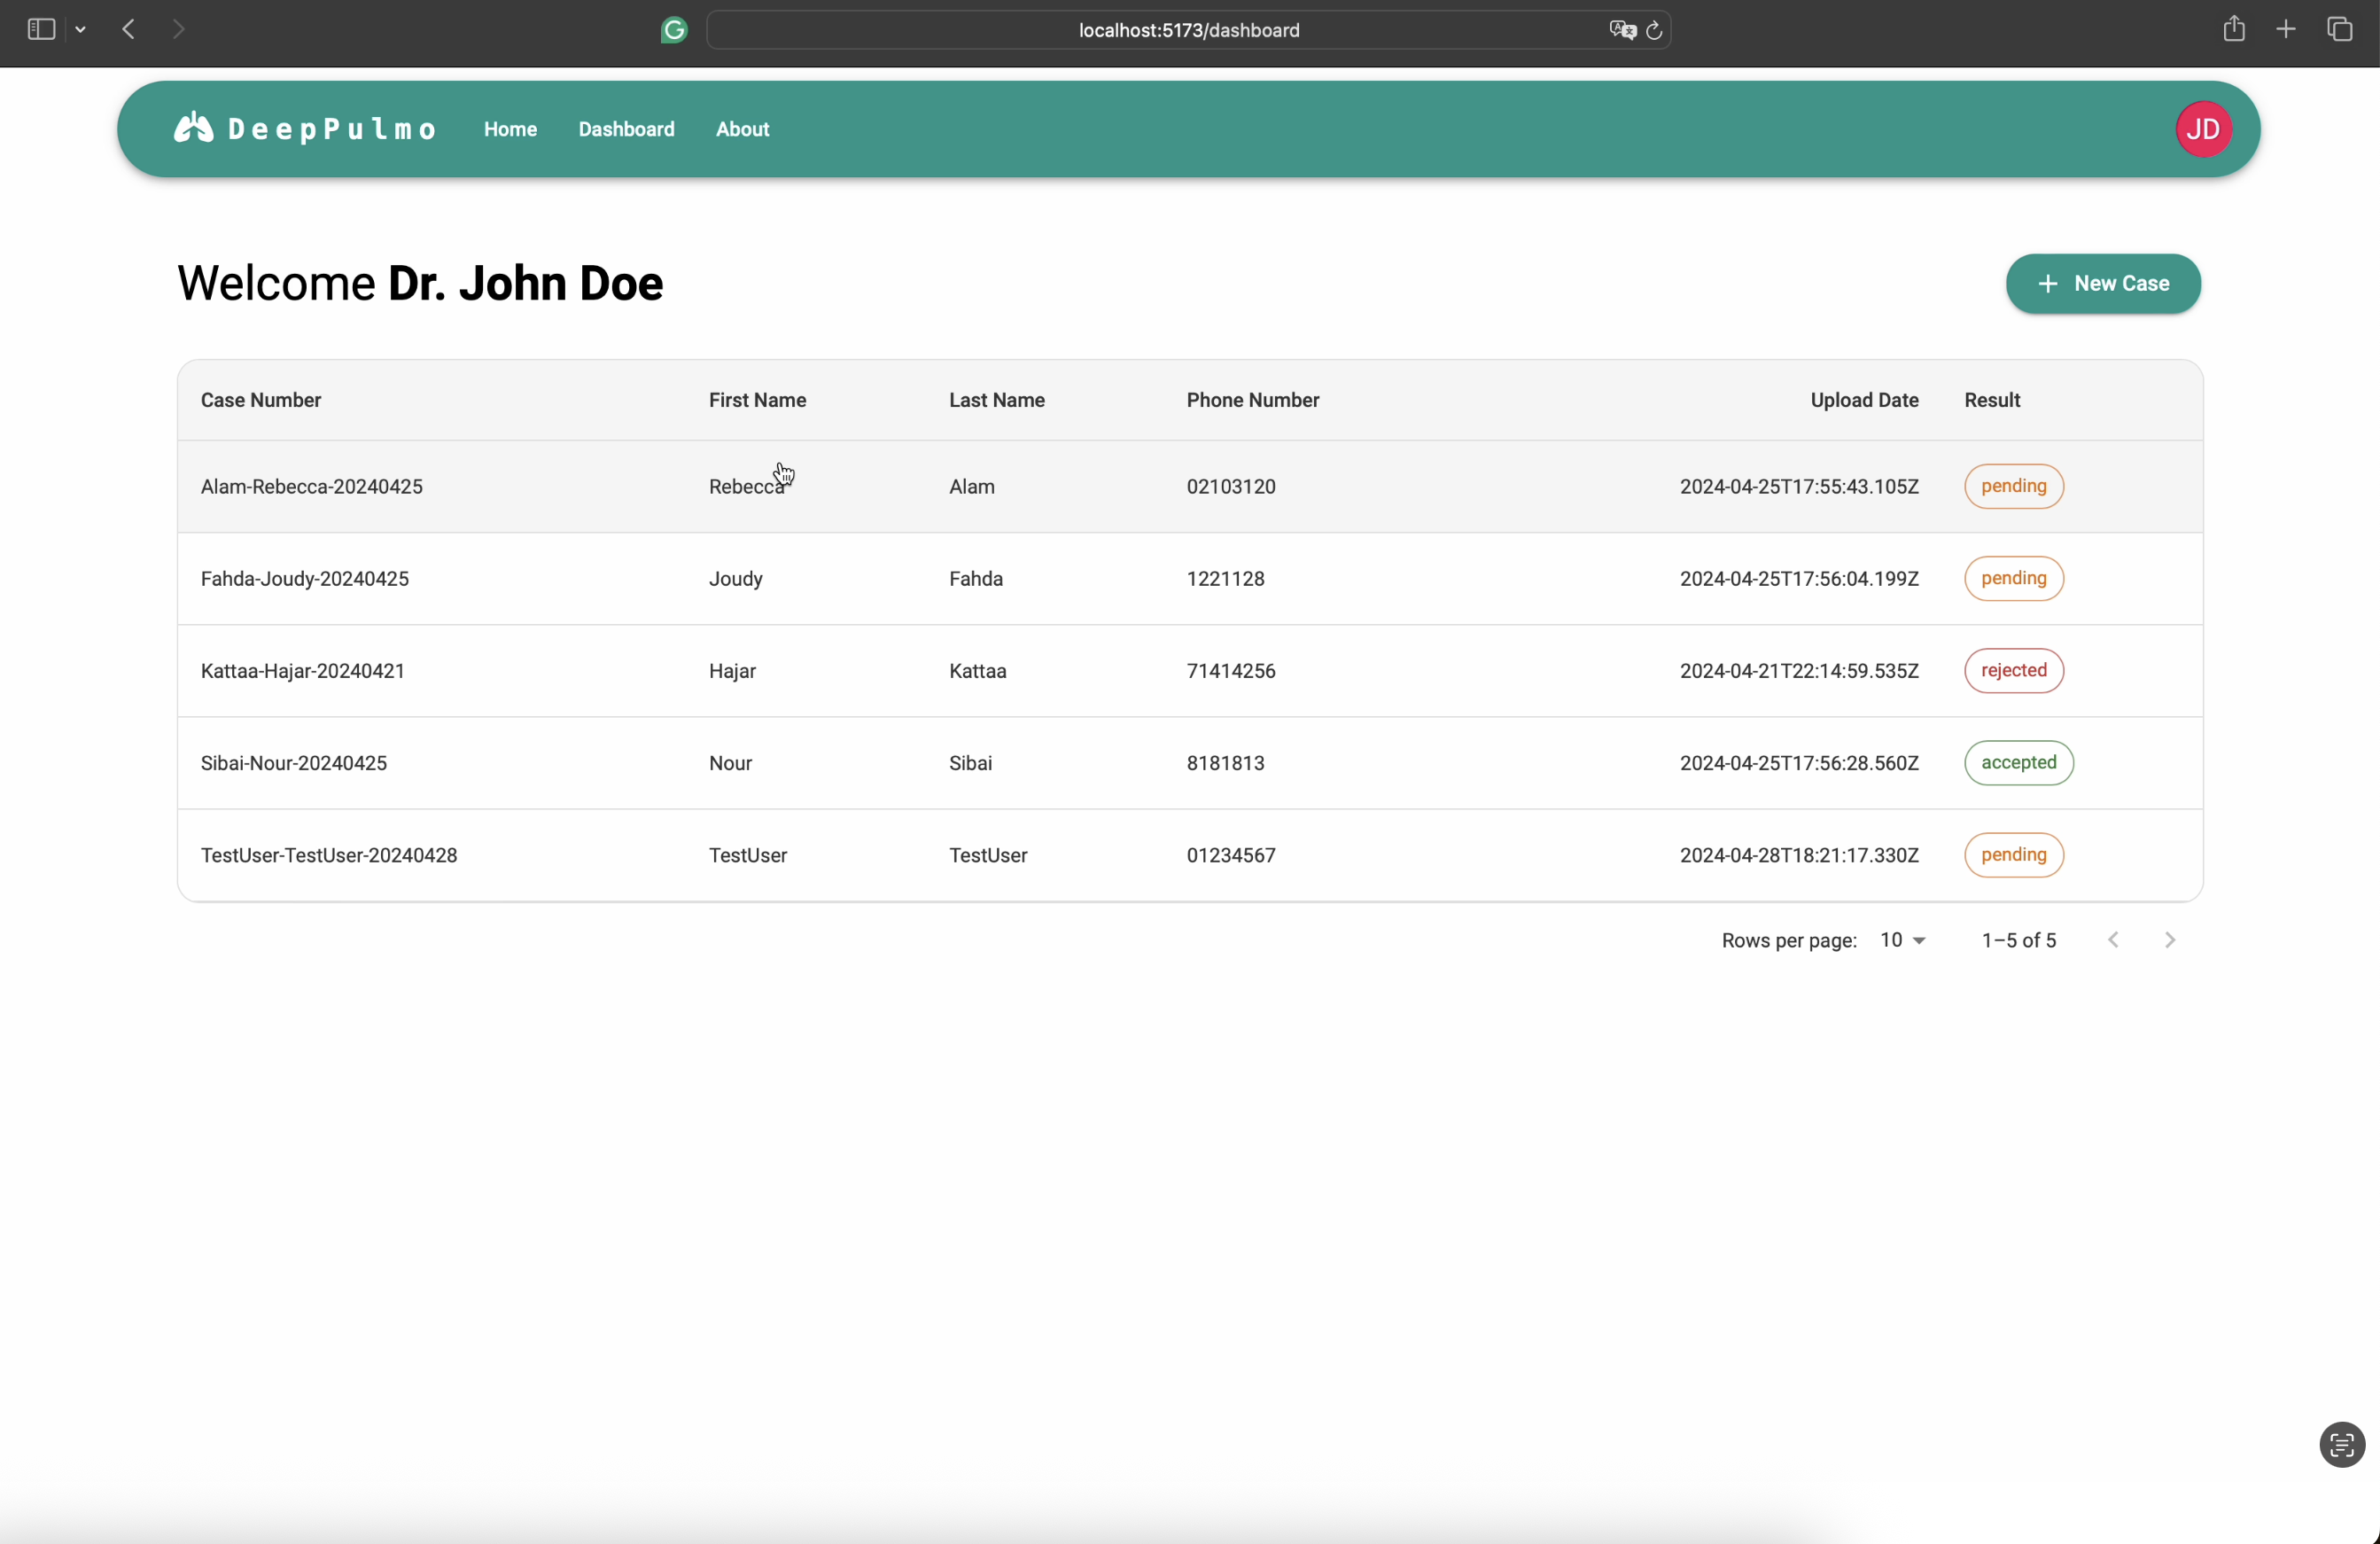 localhost:5173/dashboard
DeepPulmo Home Dashboard About JD
Welcome Dr. John Doe + New Case
Case Number First Name Last Name Phone Number Upload Date Result
Alam-Rebecca-20240425 Rebecca Alam 02103120 2024-04-25T17:55:43.105Z pending
Fahda-Joudy-20240425 Joudy Fahda 1221128 2024-04-25T17:56:04.199Z pending
Kattaa-Hajar-20240421 Hajar Kattaa 71414256 2024-04-21T22:14:59.535Z rejected
Sibai-Nour-20240425 Nour Sibai 8181813 2024-04-25T17:56:28.560Z accepted
TestUser-TestUser-20240428 TestUser TestUser 01234567 2024-04-28T18:21:17.330Z pending
Rows per page: 10 1–5 of 5